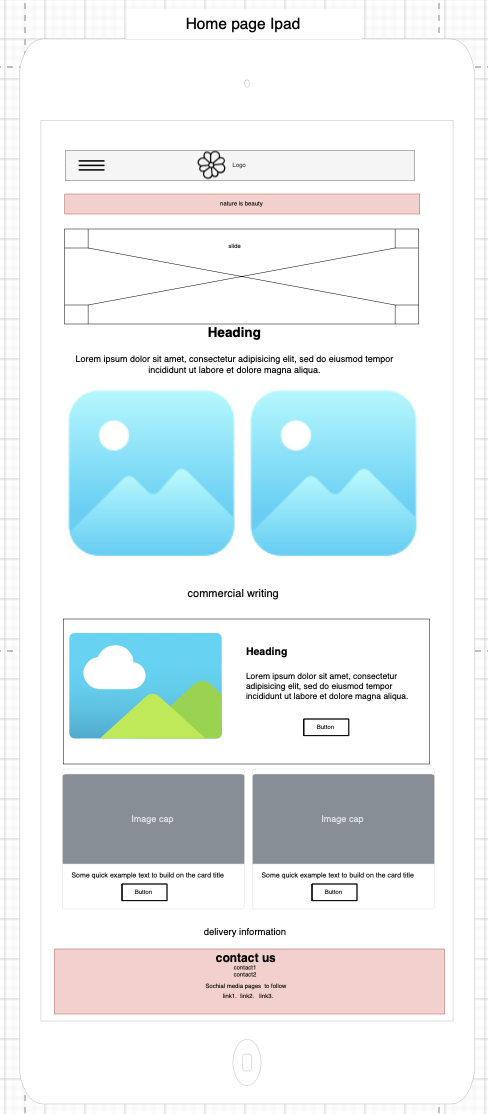 Home page Ipad
Logo
nature is beauty
slide
Heading
Lorem ipsum dolor sit amet, consectetur adipisicing elit, sed do eiusmod tempor
incididunt ut labore et dolore magna aliqua.
commercial writing
Heading
Lorem ipsum dolor sit amet, consectetur
adipisicing elit, sed do eiusmod tempor
incididunt ut labore et dolore magna aliqua.
Button
Image cap
Some quick example text to build on the card title
Button
Image cap
Some quick example text to build on the card title
Button
delivery information
contact us
contact1
contact2
Sochial media pages to follow
link1. link2. link3.